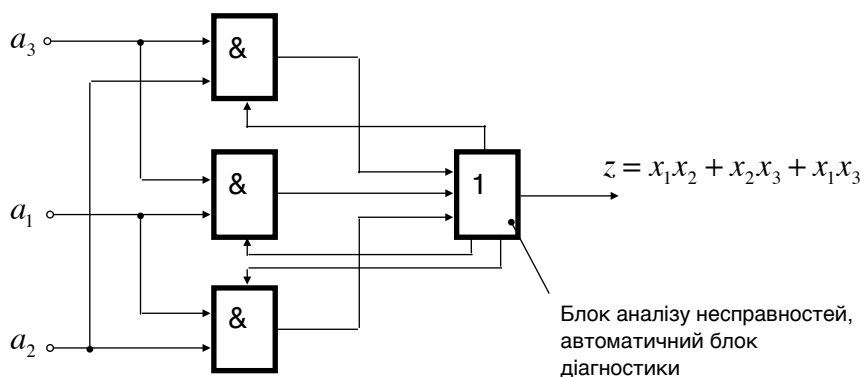 a₃
&
&
1
z = x₁x₂ + x₂x₃ + x₁x₃
a₁
&
a₂
Блок аналізу несправностей,
автоматичний блок
діагностики